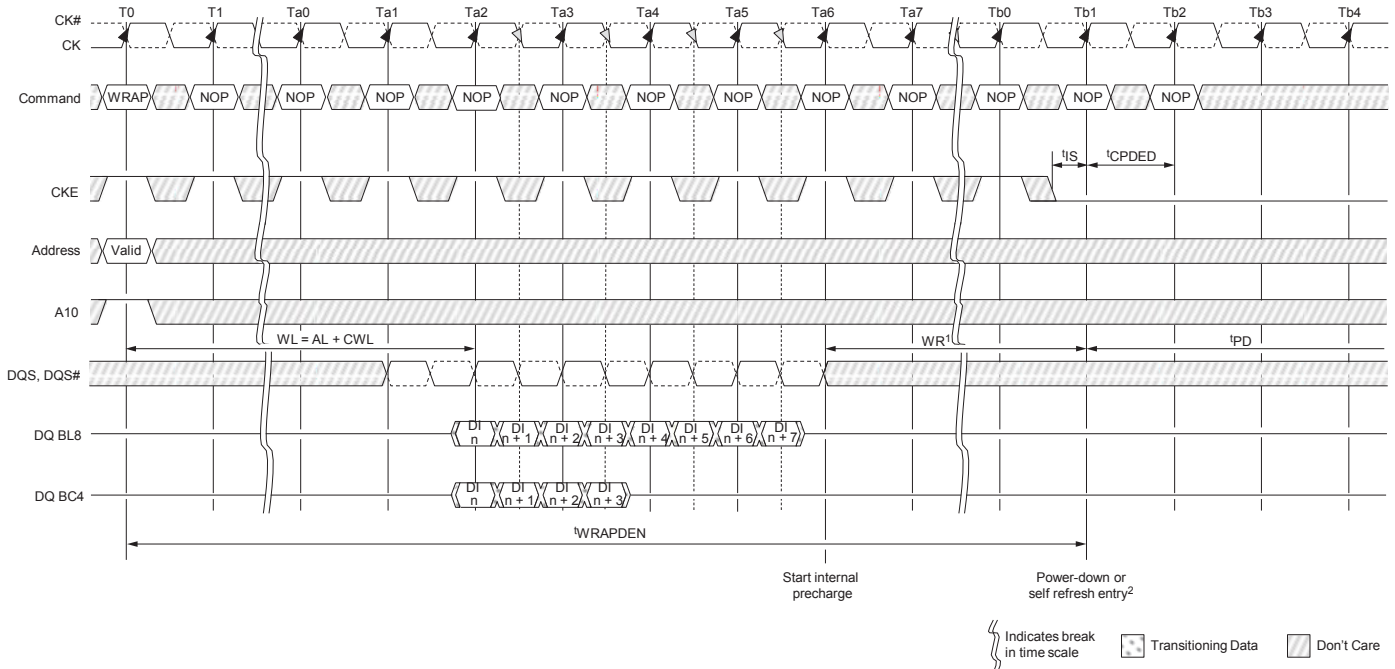 T0 T1 Ta0 Ta1 Ta2 Ta3 Ta4 Ta5 Ta6 Ta7 Tb0 Tb1 Tb2 Tb3 Tb4
CK#
CK
Command WRAP NOP NOP NOP NOP NOP NOP NOP NOP NOP NOP NOP NOP
tIS tCPDED
CKE
Address Valid
A10
WL = AL + CWL WR1 tPD
DQS, DQS#
DQ BL8 DI n DI n + 1 DI n + 2 DI n + 3 DI n + 4 DI n + 5 DI n + 6 DI n + 7
DQ BC4 DI n DI n + 1 DI n + 2 DI n + 3
tWRAPDEN
Start internal precharge
Power-down or self refresh entry2
Indicates break in time scale
Transitioning Data
Don't Care